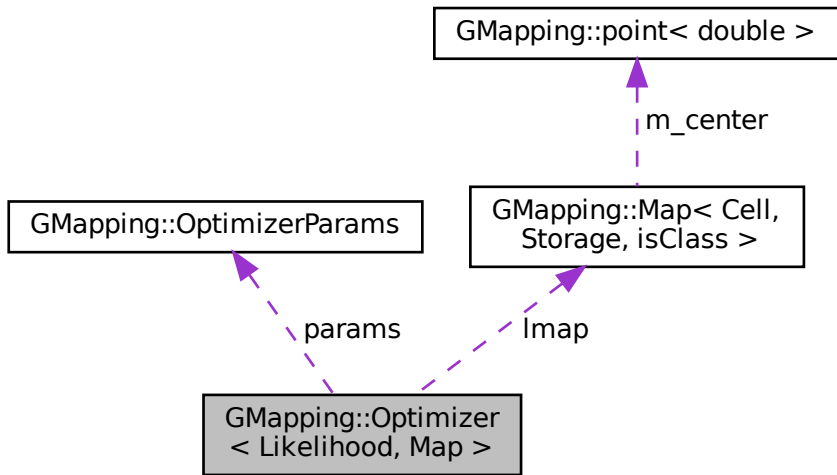 GMapping::point< double >
m_center
GMapping::OptimizerParams
GMapping::Map< Cell,
Storage, isClass >
params
lmap
GMapping::Optimizer
< Likelihood, Map >